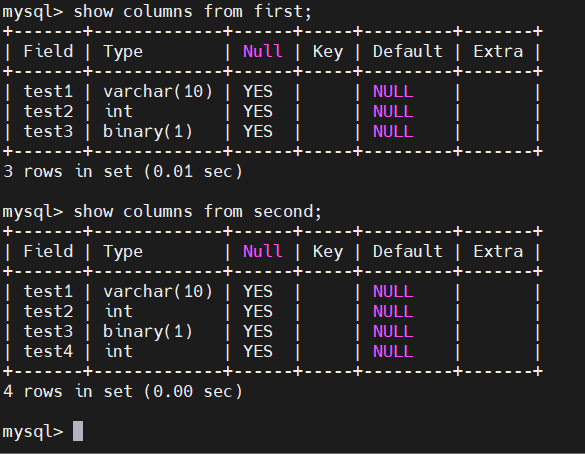 mysql> show columns from first;
+-------+-------------+------+-----+---------+-------+
| Field | Type        | Null | Key | Default | Extra |
+-------+-------------+------+-----+---------+-------+
| test1 | varchar(10) | YES  |     | NULL    |       |
| test2 | int         | YES  |     | NULL    |       |
| test3 | binary(1)   | YES  |     | NULL    |       |
+-------+-------------+------+-----+---------+-------+
3 rows in set (0.01 sec)

mysql> show columns from second;
+-------+-------------+------+-----+---------+-------+
| Field | Type        | Null | Key | Default | Extra |
+-------+-------------+------+-----+---------+-------+
| test1 | varchar(10) | YES  |     | NULL    |       |
| test2 | int         | YES  |     | NULL    |       |
| test3 | binary(1)   | YES  |     | NULL    |       |
| test4 | int         | YES  |     | NULL    |       |
+-------+-------------+------+-----+---------+-------+
4 rows in set (0.00 sec)

mysql>